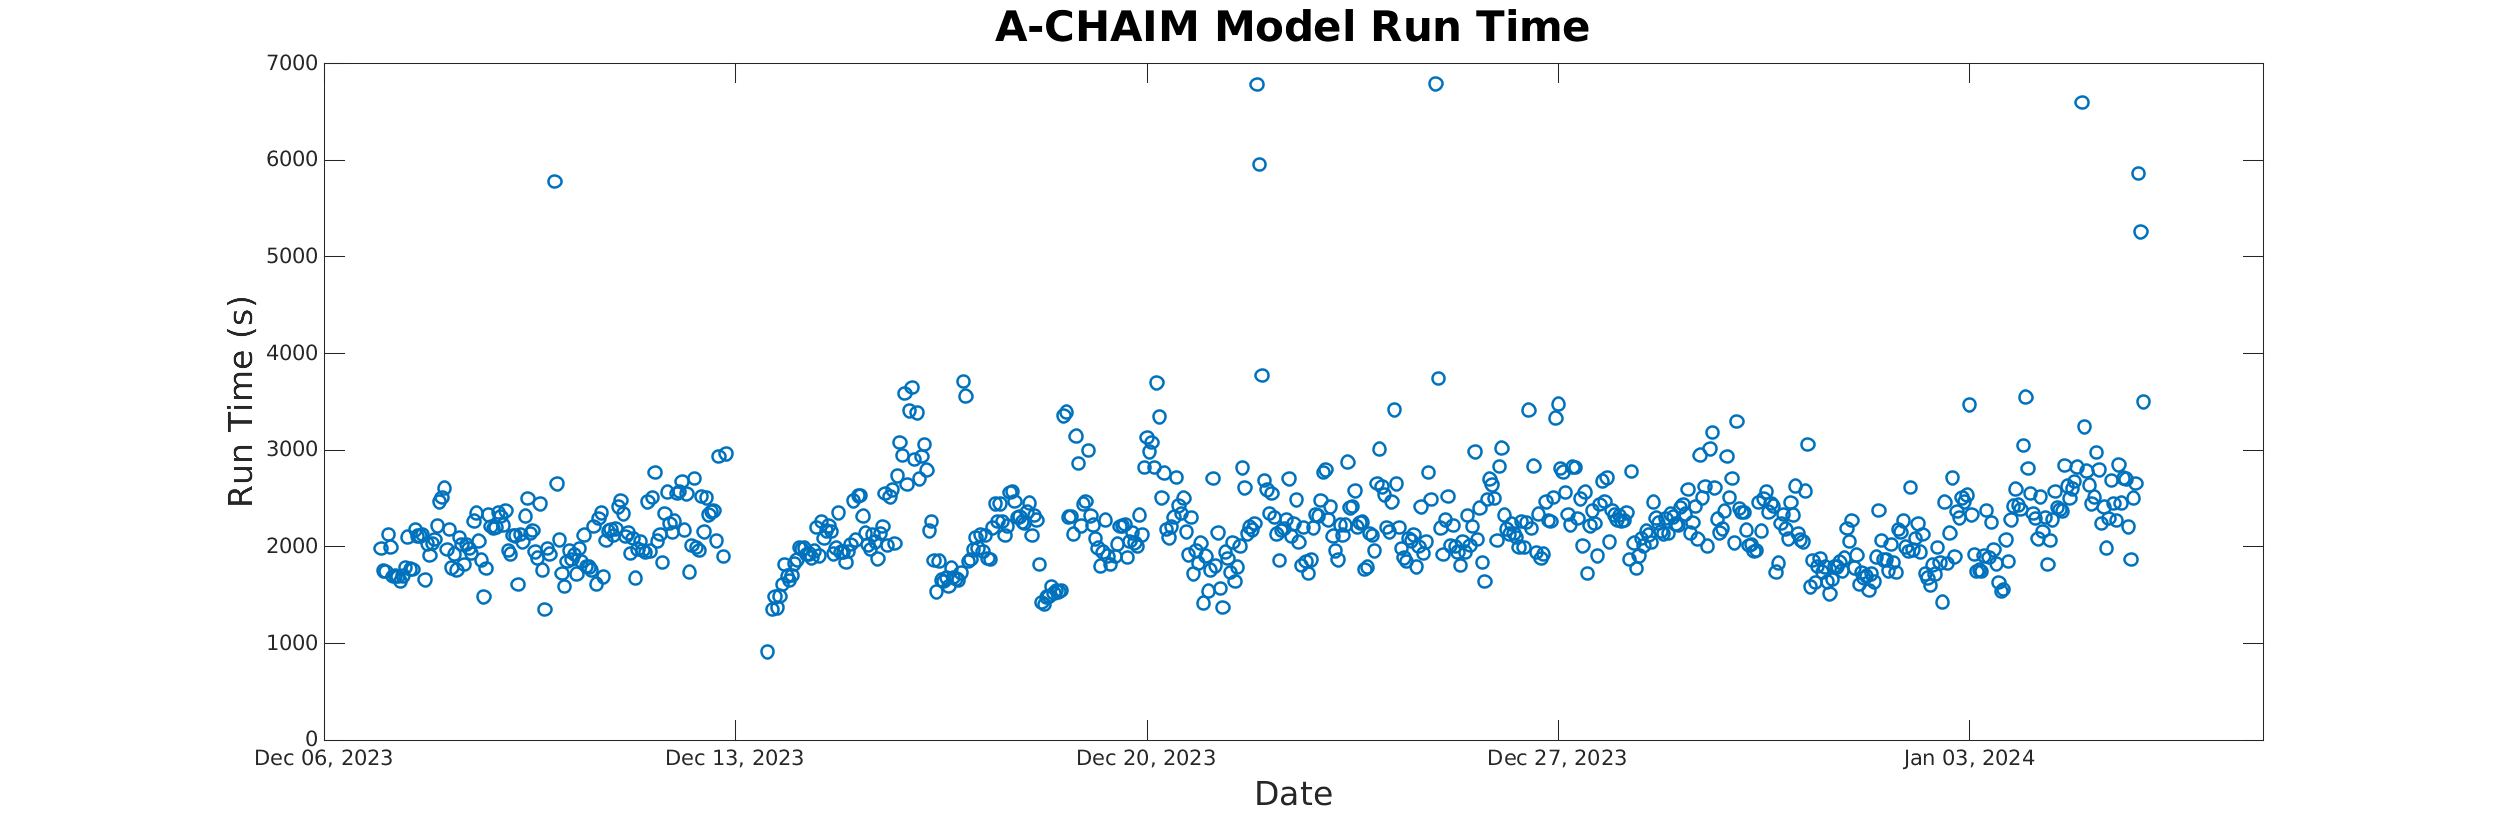 A-CHAIM Model Run Time
7000
6000
5000
4000
3000
2000
1000
0
Run Time (s)
Dec 06, 2023
Dec 13, 2023
Dec 20, 2023
Dec 27, 2023
Jan 03, 2024
Date